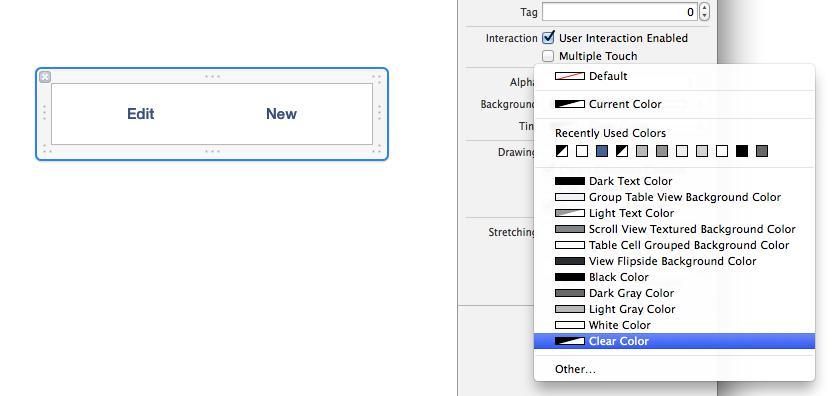 Tag 0
Interaction User Interaction Enabled
Multiple Touch
Alpha
Background
Tin
Drawing
Stretching
Default
Current Color
Recently Used Colors
Dark Text Color
Group Table View Background Color
Light Text Color
Scroll View Textured Background Color
Table Cell Grouped Background Color
View Flipside Background Color
Black Color
Dark Gray Color
Light Gray Color
White Color
Clear Color
Other...
Edit New